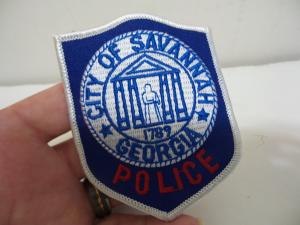 CITY OF SAVANNAH
1789
GEORGIA
POLICE